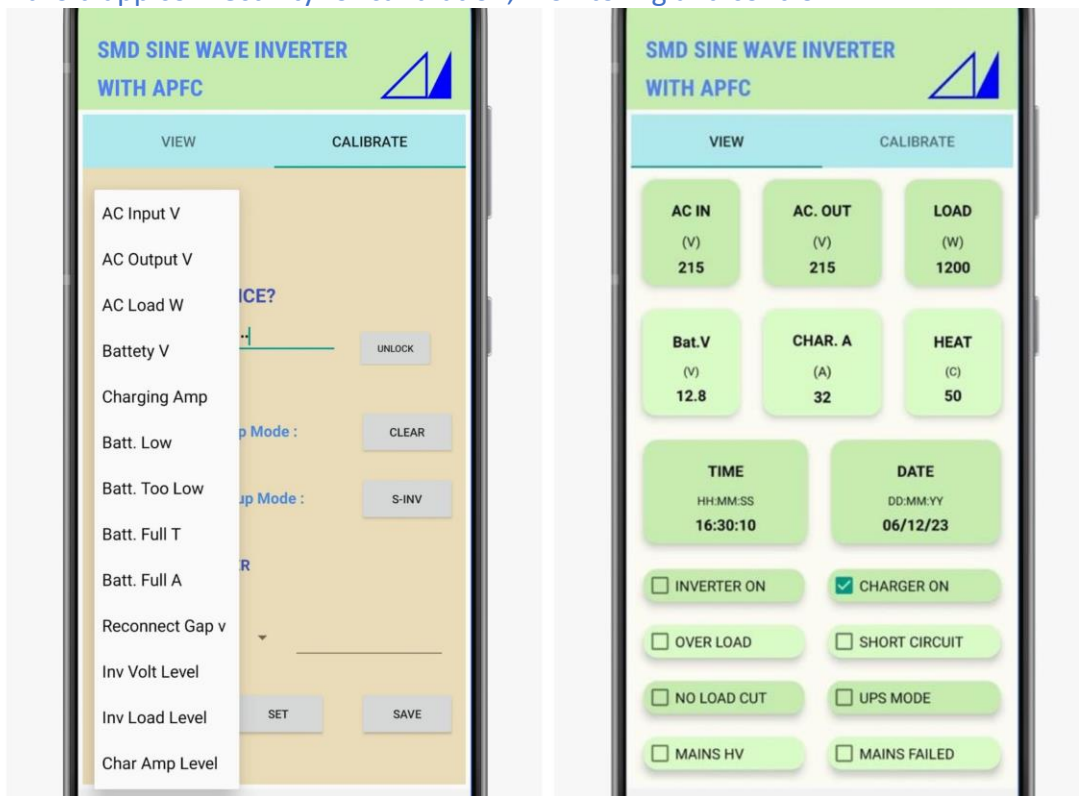 SMD SINE WAVE INVERTER
WITH APFC
VIEW CALIBRATE
AC Input V
AC Output V
AC Load W
ICE?
Battety V
UNLOCK
Charging Amp
Batt. Low
p Mode :
CLEAR
Batt. Too Low
up Mode :
S-INV
Batt. Full T
R
Batt. Full A
Reconnect Gap v
Inv Volt Level
Inv Load Level
SET
SAVE
Char Amp Level
SMD SINE WAVE INVERTER
WITH APFC
VIEW CALIBRATE
AC IN AC. OUT LOAD
(V) (V) (W)
215 215 1200
Bat.V CHAR. A HEAT
(V) (A) (C)
12.8 32 50
TIME DATE
HH:MM:SS DD:MM:YY
16:30:10 06/12/23
INVERTER ON CHARGER ON
OVER LOAD SHORT CIRCUIT
NO LOAD CUT UPS MODE
MAINS HV MAINS FAILED